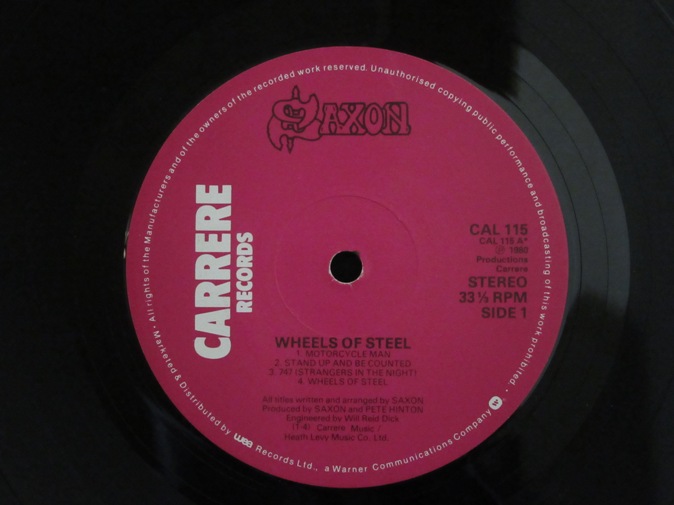 All rights of the Manufacturers and of the owners of the recorded work reserved. Unauthorised copying public performance and broadcasting of this work prohibited.
SAXON
CARRERE
RECORDS
CAL 115
CAL 115 A*
Ⓟ 1980
Productions
Carrere
STEREO
33 ⅓ RPM
SIDE 1
WHEELS OF STEEL
1. MOTORCYCLE MAN
2. STAND UP AND BE COUNTED
3. 747 (STRANGERS IN THE NIGHT)
4. WHEELS OF STEEL
All titles written and arranged by SAXON
Produced by SAXON and PETE HINTON
Engineered by Will Reid Dick
(1-4) Carrere Music /
Heath Levy Music Co. Ltd.
• Marketed & Distributed by wea Records Ltd., a Warner Communications Company W •